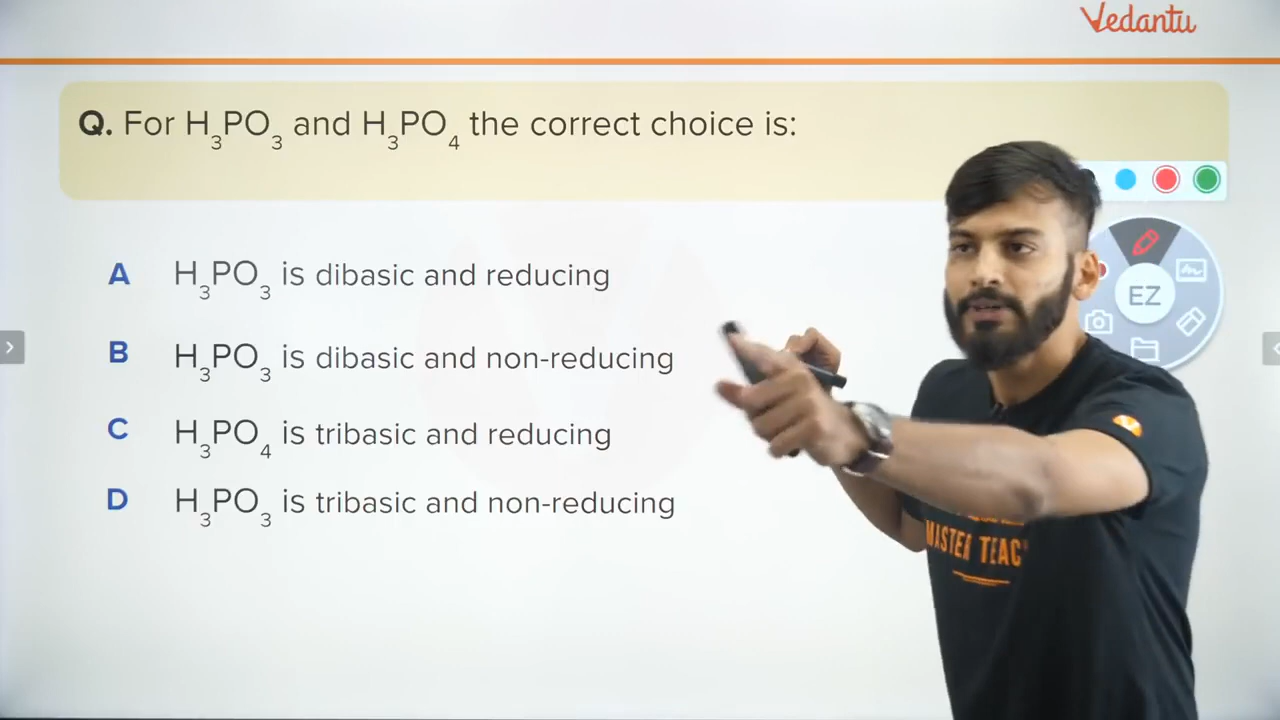 Vedantu
Q. For H₃PO₃ and H₃PO₄ the correct choice is:
A H₃PO₃ is dibasic and reducing
B H₃PO₃ is dibasic and non-reducing
EZ
C H₃PO₄ is tribasic and reducing
D H₃PO₃ is tribasic and non-reducing
MASTER